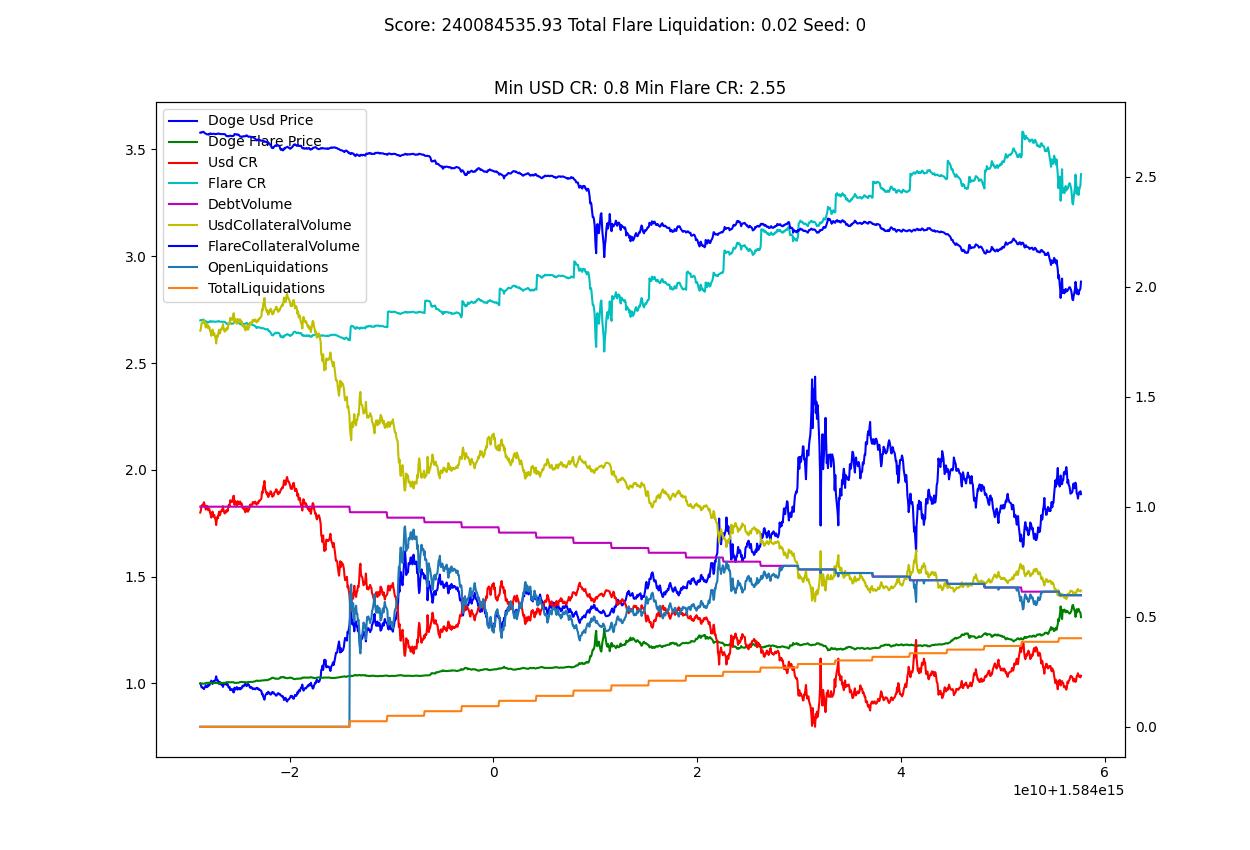 Score: 240084535.93 Total Flare Liquidation: 0.02 Seed: 0
Min USD CR: 0.8 Min Flare CR: 2.55
Doge Usd Price
Doge Flare Price
Usd CR
Flare CR
DebtVolume
UsdCollateralVolume
FlareCollateralVolume
OpenLiquidations
TotalLiquidations
3.5
3.0
2.5
2.0
1.5
1.0
2.5
2.0
1.5
1.0
0.5
0.0
−2
0
2
4
6
1e10+1.584e15